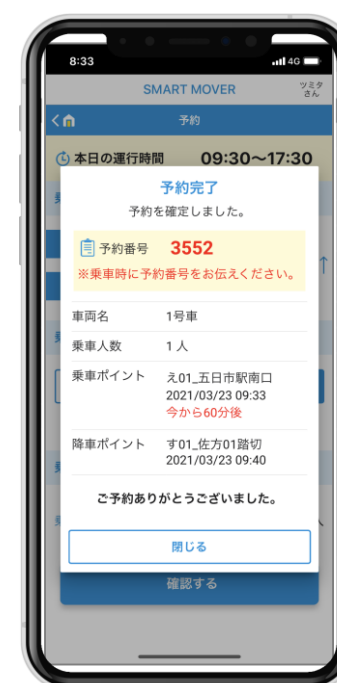 8:33
4G
SMART MOVER
ツミタ
さん
予約
本日の運行時間 09:30〜17:30
予約完了
予約を確定しました。
予約番号 3552
※乗車時に予約番号をお伝えください。
車両名 1号車
乗車人数 1人
乗車ポイント え01_五日市駅南口
2021/03/23 09:33
今から60分後
降車ポイント す01_佐方01踏切
2021/03/23 09:40
ご予約ありがとうございました。
閉じる
確認する